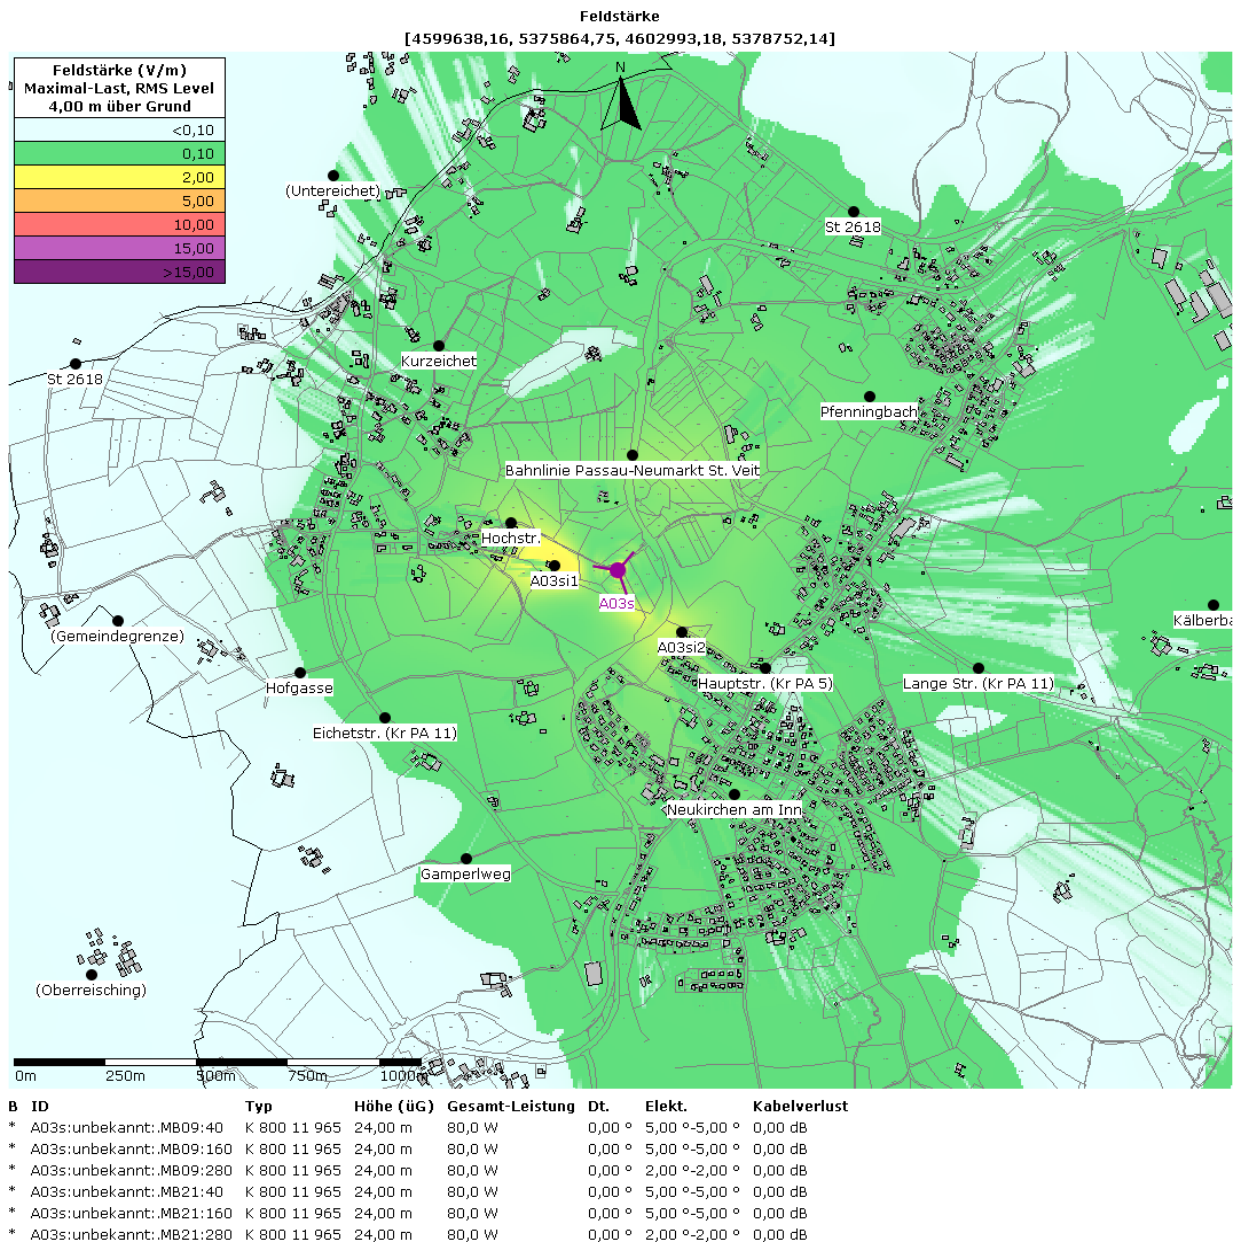 Feldstärke
[4599638,16, 5375864,75, 4602993,18, 5378752,14]
Feldstärke (V/m)
Maximal-Last, RMS Level
4,00 m über Grund
<0,10
0,10
2,00
5,00
10,00
15,00
>15,00
N
(Untereichet)
St 2618
Kurzeichet
St 2618
Pfenningbach
Bahnlinie Passau-Neumarkt St. Veit
Hochstr.
A03si1
A03s
Kälberba
(Gemeindegrenze)
A03si2
Hofgasse
Hauptstr. (Kr PA 5)
Lange Str. (Kr PA 11)
Eichetstr. (Kr PA 11)
Neukirchen am Inn
Gamperlweg
(Oberreisching)
0m 250m 500m 750m 1000m
B ID Typ Höhe (üG) Gesamt-Leistung Dt. Elekt. Kabelverlust
* A03s:unbekannt:.MB09:40 K 800 11 965 24,00 m 80,0 W 0,00 º 5,00 º-5,00 º 0,00 dB
* A03s:unbekannt:.MB09:160 K 800 11 965 24,00 m 80,0 W 0,00 º 5,00 º-5,00 º 0,00 dB
* A03s:unbekannt:.MB09:280 K 800 11 965 24,00 m 80,0 W 0,00 º 2,00 º-2,00 º 0,00 dB
* A03s:unbekannt:.MB21:40 K 800 11 965 24,00 m 80,0 W 0,00 º 5,00 º-5,00 º 0,00 dB
* A03s:unbekannt:.MB21:160 K 800 11 965 24,00 m 80,0 W 0,00 º 5,00 º-5,00 º 0,00 dB
* A03s:unbekannt:.MB21:280 K 800 11 965 24,00 m 80,0 W 0,00 º 2,00 º-2,00 º 0,00 dB